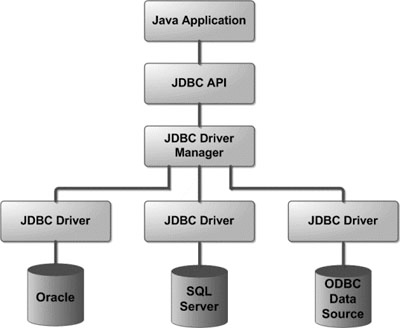 Java Application
JDBC API
JDBC Driver
Manager
JDBC Driver
JDBC Driver
JDBC Driver
Oracle
SQL
Server
ODBC
Data
Source